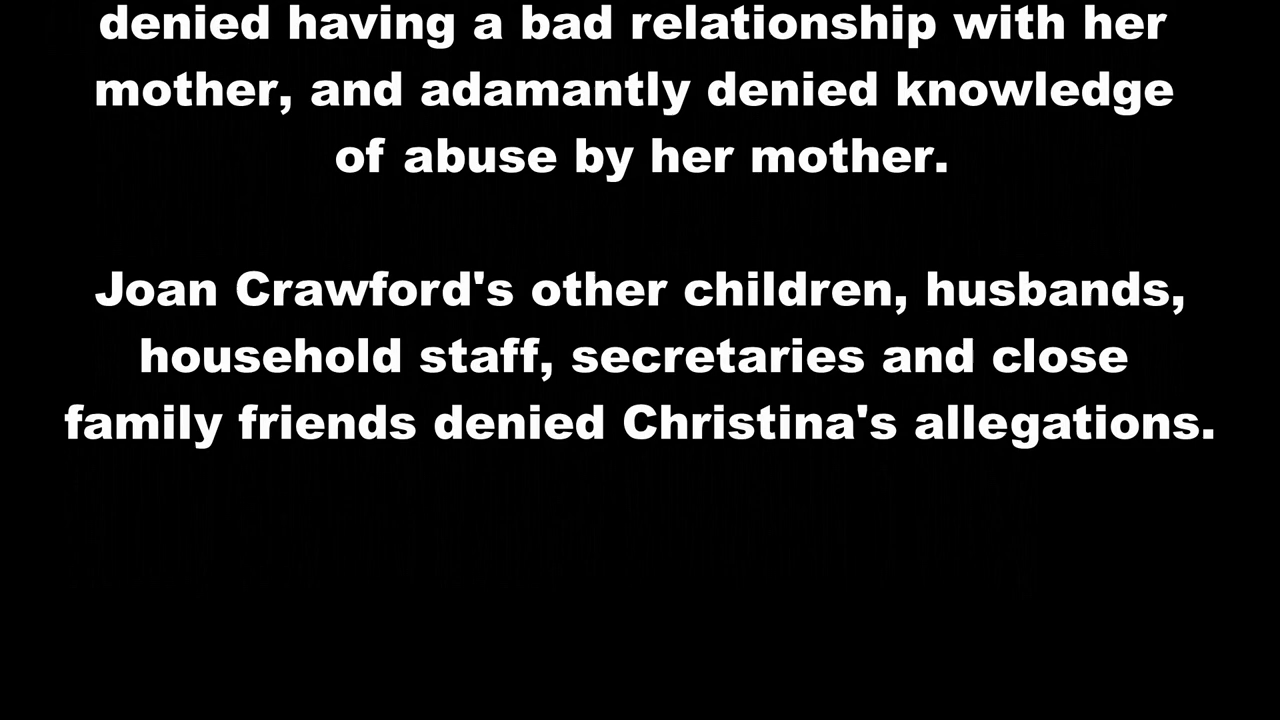 denied having a bad relationship with her
mother, and adamantly denied knowledge
of abuse by her mother.
Joan Crawford's other children, husbands,
household staff, secretaries and close
family friends denied Christina's allegations.